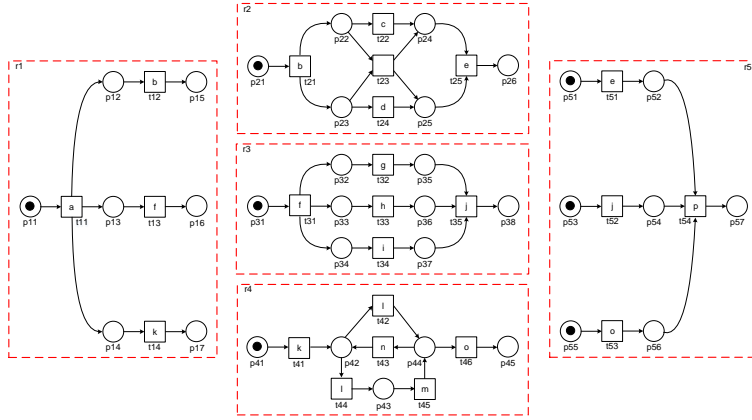 r1
p11
a
t11
p12
b
t12
p15
p13
f
t13
p16
p14
k
t14
p17
r2
p21
b
t21
p22
c
t22
p24
t23
p23
d
t24
p25
e
t25
p26
r3
p31
f
t31
p32
g
t32
p35
p33
h
t33
p36
p34
i
t34
p37
j
t35
p38
r4
p41
k
t41
p42
l
t42
n
t43
p44
l
t44
p43
m
t45
o
t46
p45
r5
p51
e
t51
p52
p53
j
t52
p54
p
t54
p57
p55
o
t53
p56